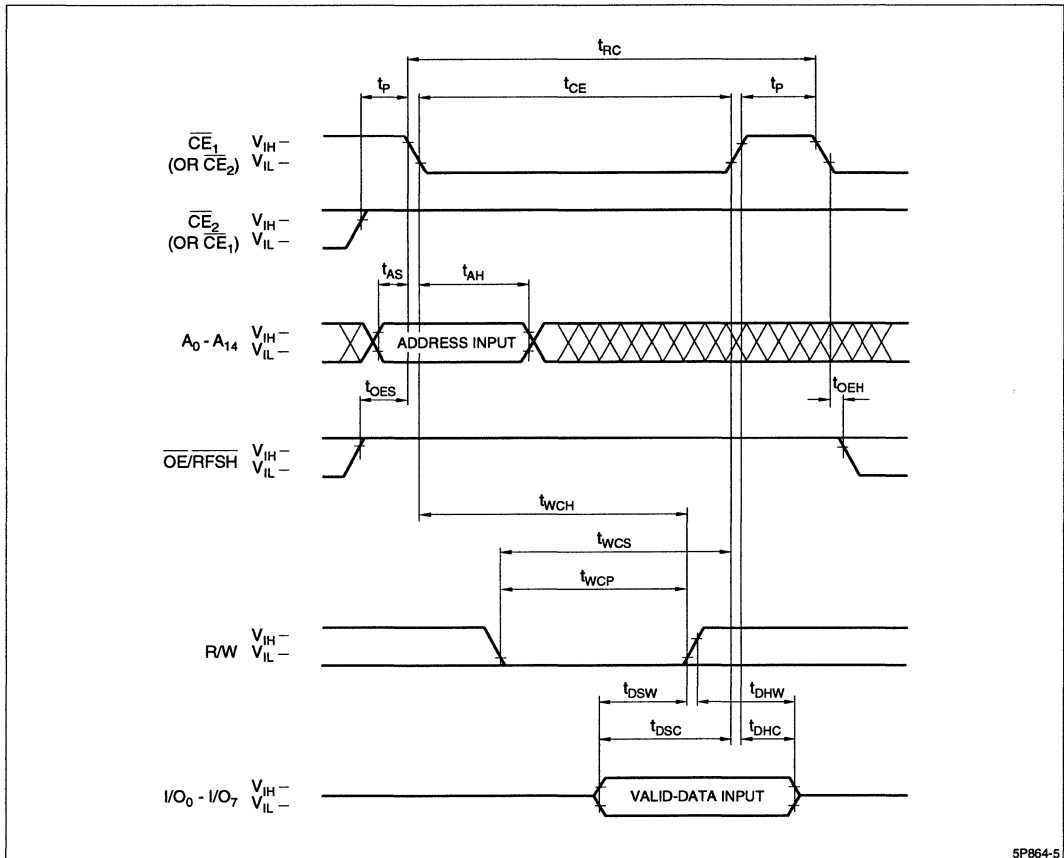 tRC
tP tCE tP
CE1 VIH –
(OR CE2) VIL –
CE2 VIH –
(OR CE1) VIL –
tAS tAH
A0 - A14 VIH –
VIL –
ADDRESS INPUT
tOES tOEH
OE/RFSH VIH –
VIL –
tWCH
tWCS
tWCP
R/W VIH –
VIL –
tDSW tDHW
tDSC tDHC
I/O0 - I/O7 VIH –
VIL –
VALID-DATA INPUT
5P864-5